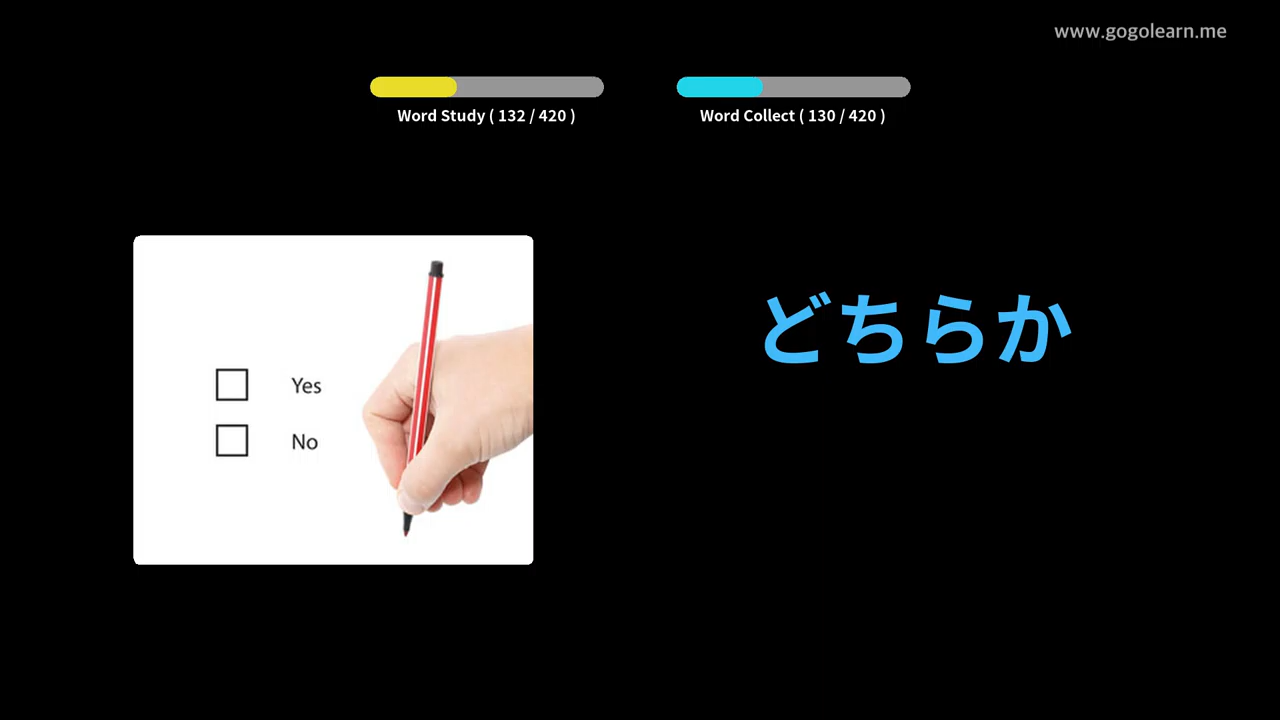 www.gogolearn.me
Word Study ( 132 / 420 )
Word Collect ( 130 / 420 )
Yes
No
どちらか